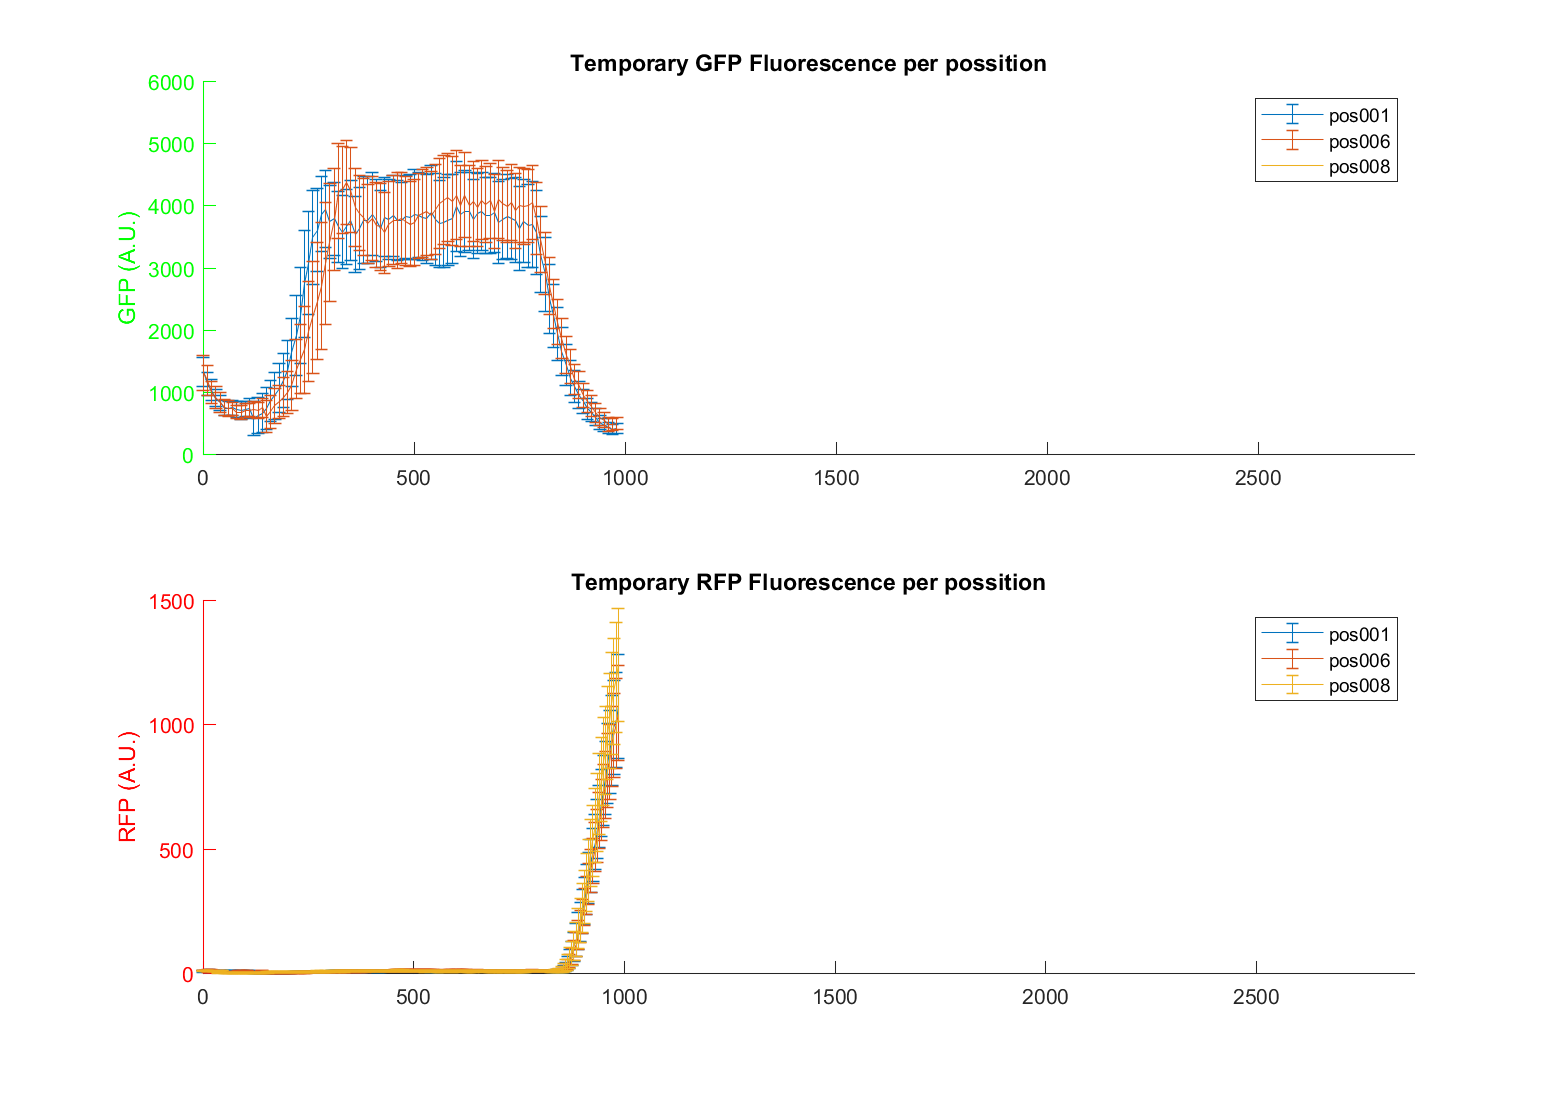 Temporary GFP Fluorescence per possition
6000
5000
4000
3000
2000
1000
0
GFP (A.U.)
0 500 1000 1500 2000 2500
pos001
pos006
pos008
Temporary RFP Fluorescence per possition
1500
1000
500
0
RFP (A.U.)
0 500 1000 1500 2000 2500
pos001
pos006
pos008